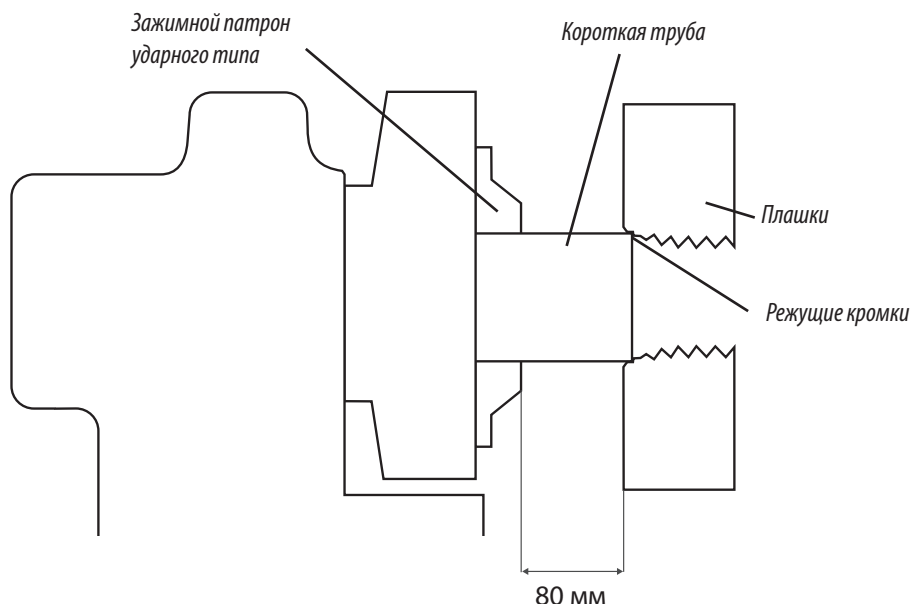 Зажимной патрон
ударного типа
Короткая труба
Плашки
Режущие кромки
80 мм